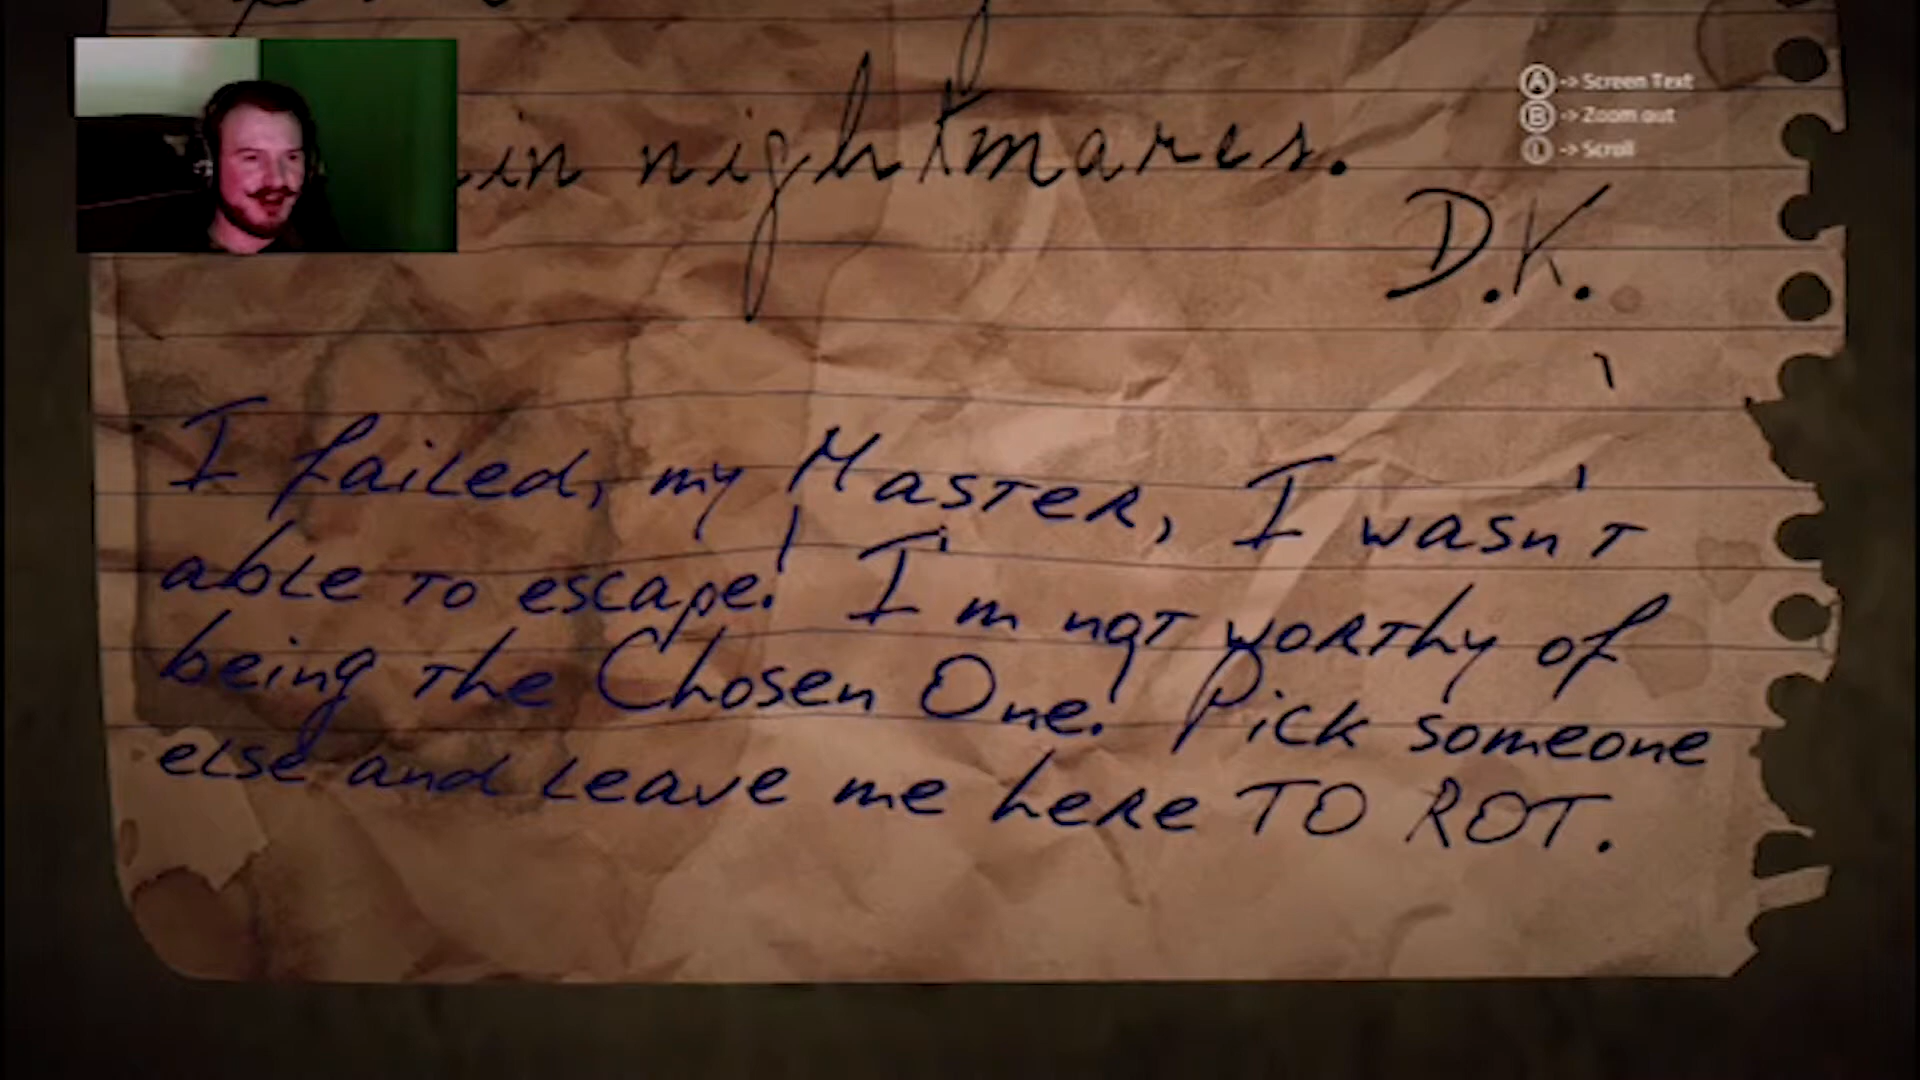 in nightmares.
D.K.
I failed, my Master, I wasn't
able to escape! I'm not worthy of
being the Chosen One! Pick someone
else and leave me here TO ROT.
A -> Screen Text
B -> Zoom out
L -> Scroll